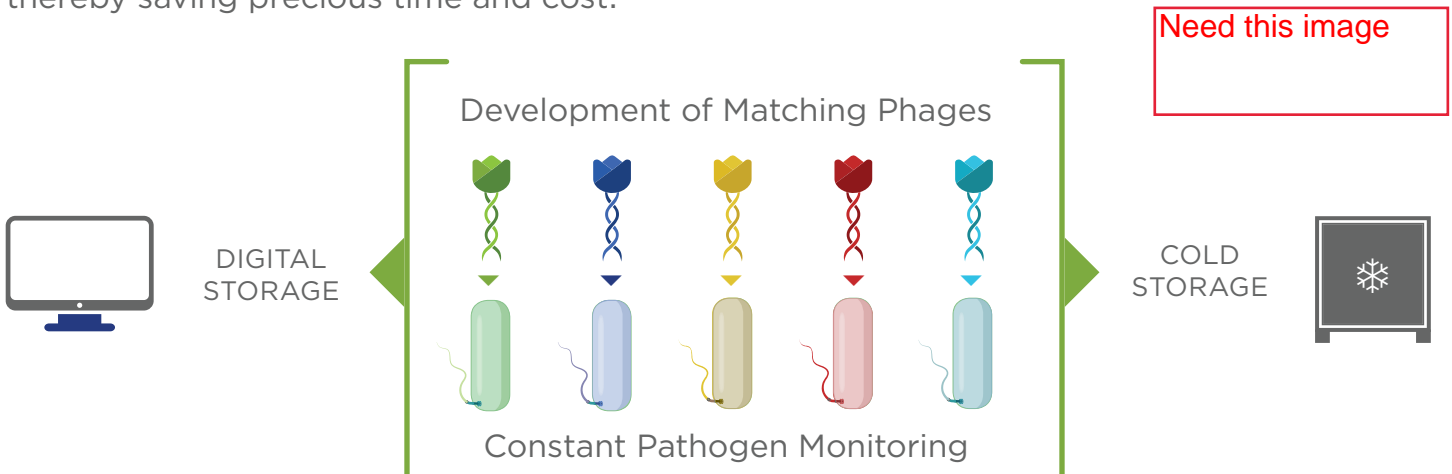 thereby saving precious time and cost.
Need this image
Development of Matching Phages
DIGITAL
STORAGE
COLD
STORAGE
Constant Pathogen Monitoring